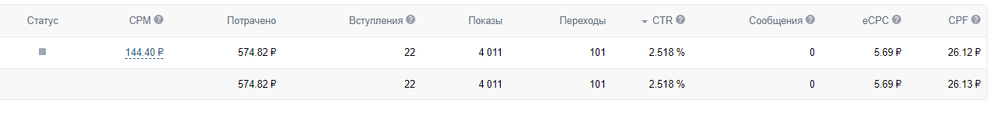 Статус CPM ? Потрачено Вступления ? Показы Переходы CTR ? Сообщения ? eCPC ? CPF ?
144.40 ₽ 574.82 ₽ 22 4 011 101 2.518 % 0 5.69 ₽ 26.12 ₽
574.82 ₽ 22 4 011 101 2.518 % 0 5.69 ₽ 26.13 ₽